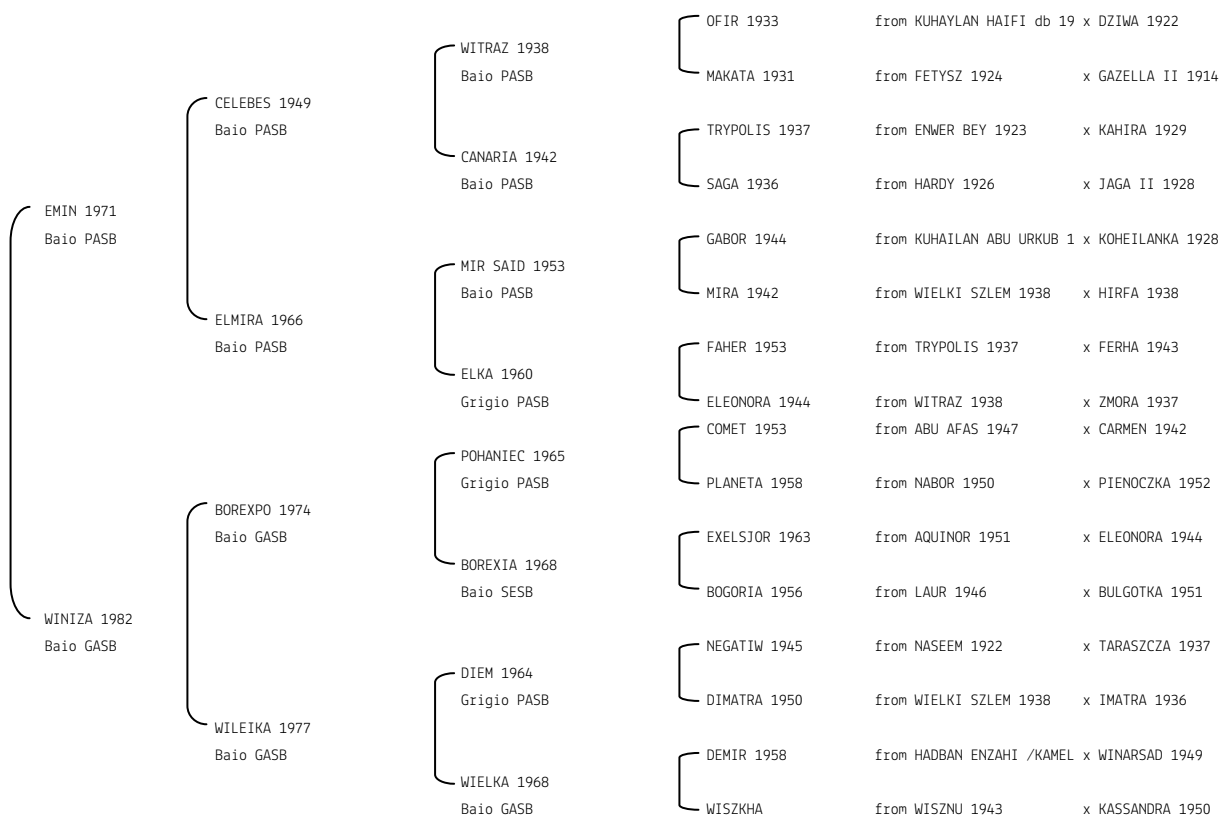 OFIR 1933 from KUHAYLAN HAIFI db 19 x DZIWA 1922
WITRAZ 1938
Baio PASB MAKATA 1931 from FETYSZ 1924 x GAZELLA II 1914
CELEBES 1949
Baio PASB TRYPOLIS 1937 from ENWER BEY 1923 x KAHIRA 1929
CANARIA 1942
Baio PASB SAGA 1936 from HARDY 1926 x JAGA II 1928
EMIN 1971
Baio PASB GABOR 1944 from KUHAILAN ABU URKUB 1 x KOHEILANKA 1928
MIR SAID 1953
Baio PASB MIRA 1942 from WIELKI SZLEM 1938 x HIRFA 1938
ELMIRA 1966
Baio PASB FAHER 1953 from TRYPOLIS 1937 x FERHA 1943
ELKA 1960
Grigio PASB ELEONORA 1944 from WITRAZ 1938 x ZMORA 1937
COMET 1953 from ABU AFAS 1947 x CARMEN 1942
POHANIEC 1965
Grigio PASB PLANETA 1958 from NABOR 1950 x PIENOCZKA 1952
BOREXPO 1974
Baio GASB EXELSJOR 1963 from AQUINOR 1951 x ELEONORA 1944
BOREXIA 1968
Baio SESB BOGORIA 1956 from LAUR 1946 x BULGOTKA 1951
WINIZA 1982
Baio GASB NEGATIW 1945 from NASEEM 1922 x TARASZCZA 1937
DIEM 1964
Grigio PASB DIMATRA 1950 from WIELKI SZLEM 1938 x IMATRA 1936
WILEIKA 1977
Baio GASB DEMIR 1958 from HADBAN ENZAHI /KAMEL x WINARSAD 1949
WIELKA 1968
Baio GASB WISZKHA from WISZNU 1943 x KASSANDRA 1950